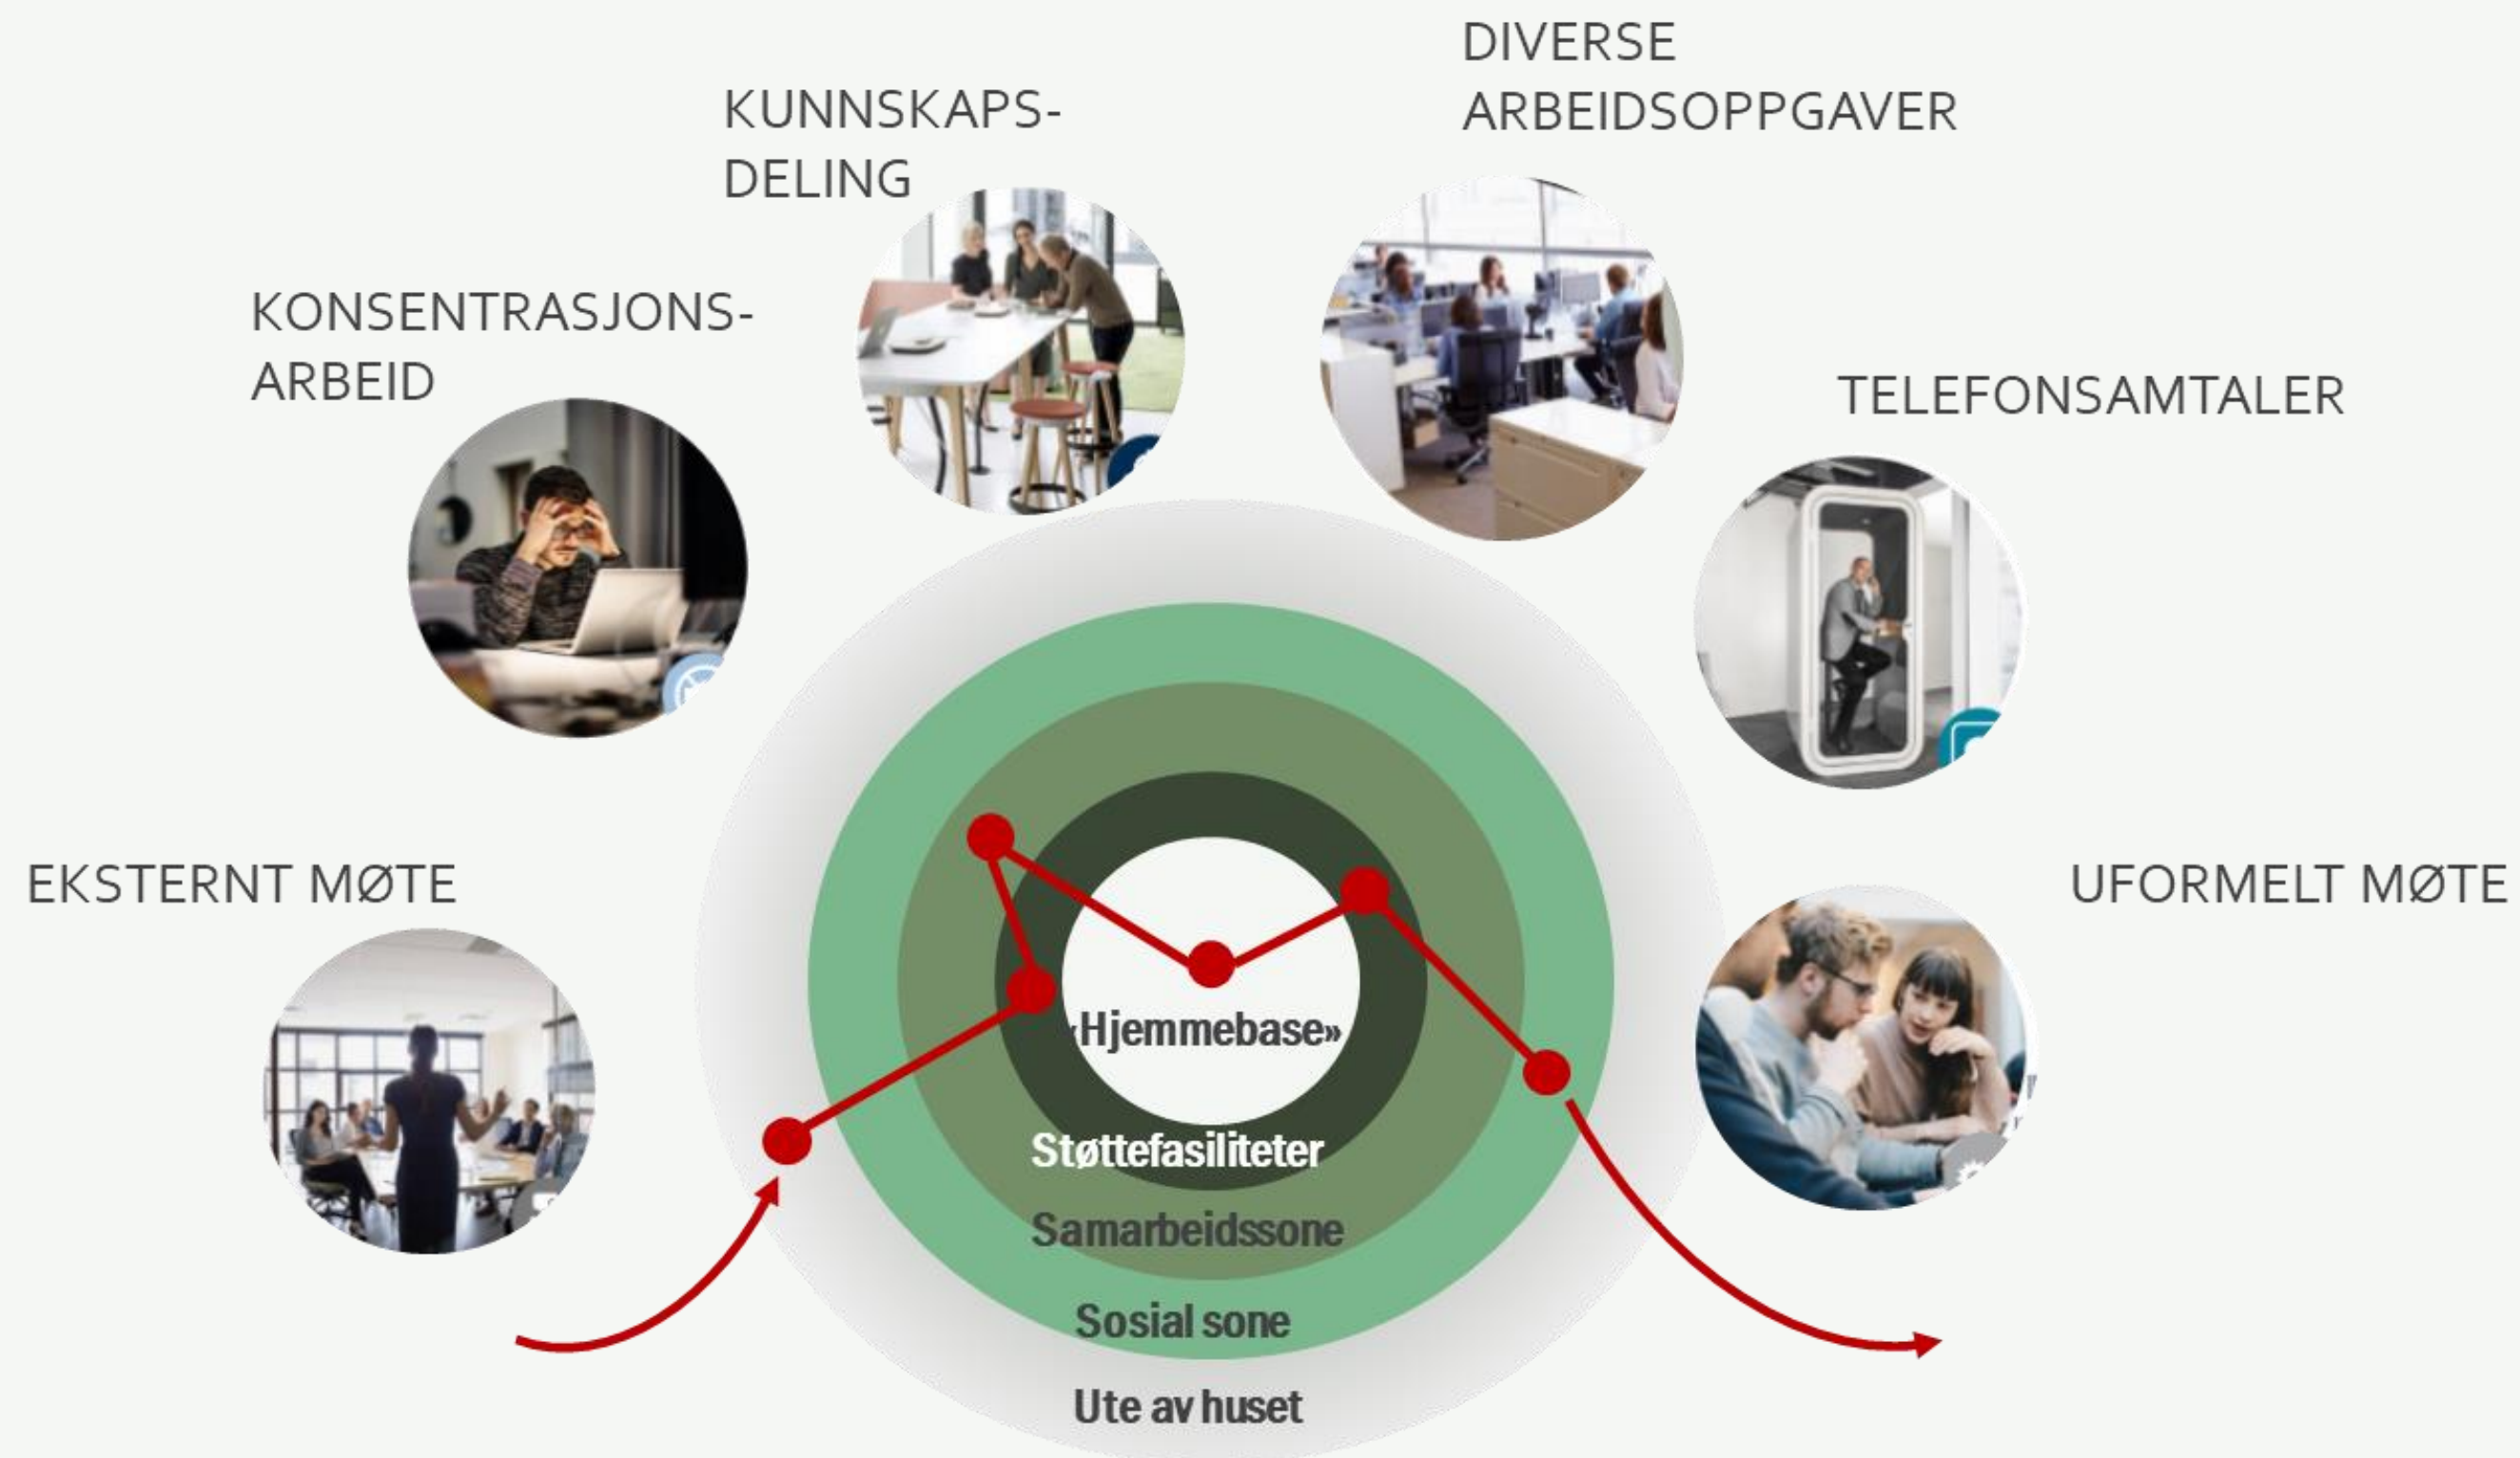 DIVERSE
ARBEIDSOPPGAVER
KUNNSKAPS-
DELING
KONSENTRASJONS-
ARBEID
TELEFONSAMTALER
EKSTERNT MØTE
UFORMELT MØTE
«Hjemmebase»
Støttefasiliteter
Samarbeidssone
Sosial sone
Ute av huset